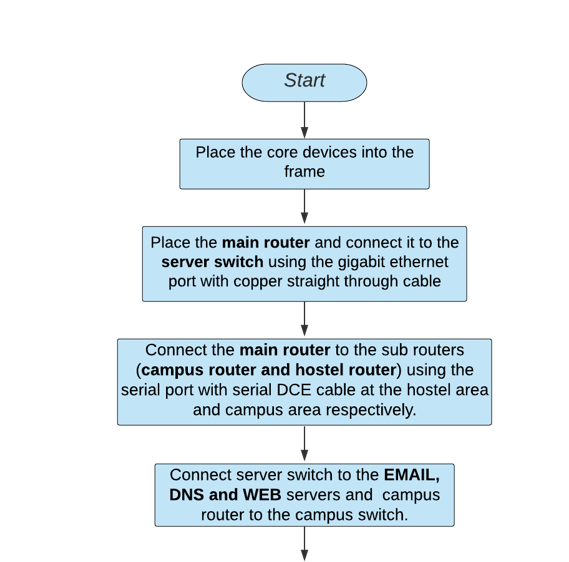 Start
Place the core devices into the
frame
Place the main router and connect it to the
server switch using the gigabit ethernet
port with copper straight through cable
Connect the main router to the sub routers
(campus router and hostel router) using the
serial port with serial DCE cable at the hostel area
and campus area respectively.
Connect server switch to the EMAIL,
DNS and WEB servers and campus
router to the campus switch.